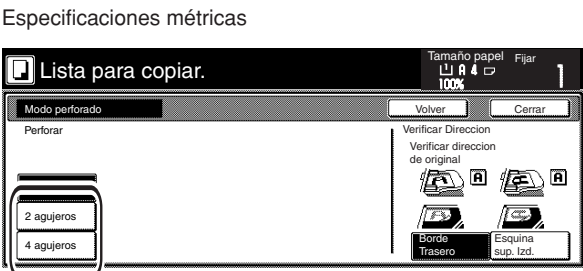 Especificaciones métricas
Lista para copiar.
Tamaño papel Fijar
A4
100% 1
Modo perforado
Volver
Cerrar
Perforar
Verificar Direccion
Verificar direccion
de original
A A
2 agujeros
4 agujeros
Borde
Trasero
Esquina
sup. Izd.